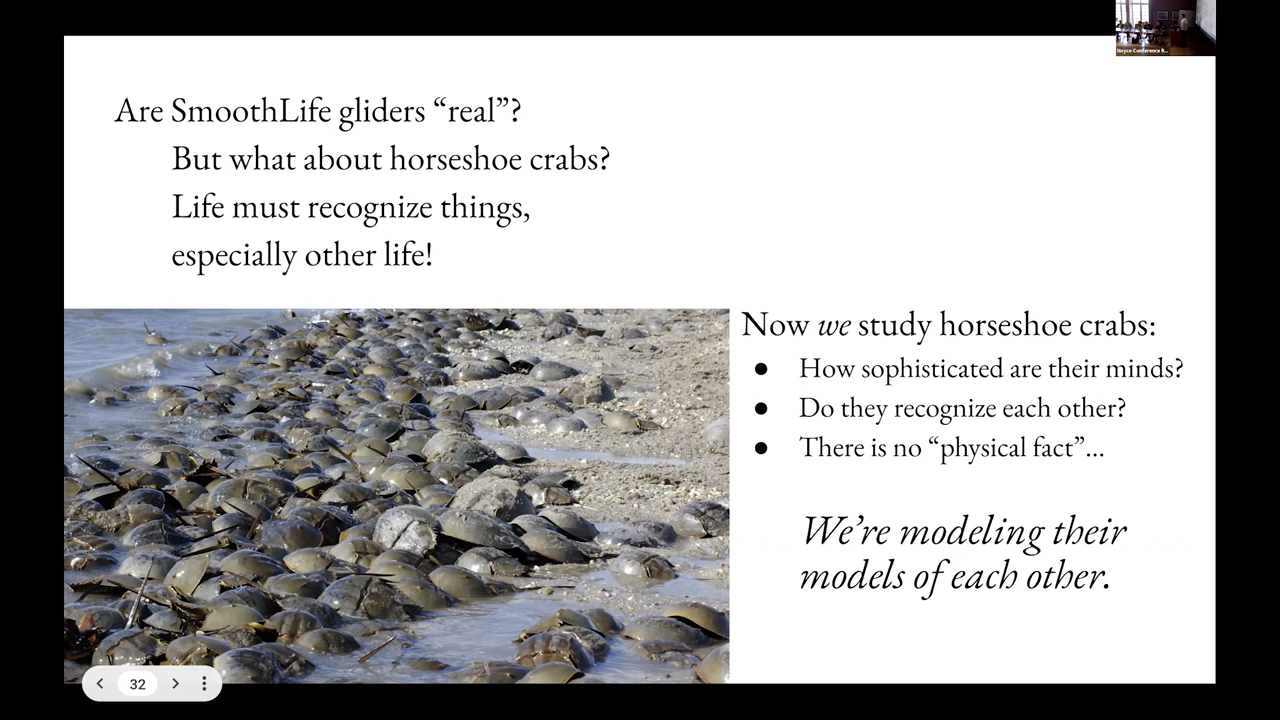 Are SmoothLife gliders “real”?
But what about horseshoe crabs?
Life must recognize things,
especially other life!
Now we study horseshoe crabs:
● How sophisticated are their minds?
● Do they recognize each other?
● There is no “physical fact”...
We’re modeling their
models of each other.
32
Noyce Conference R...